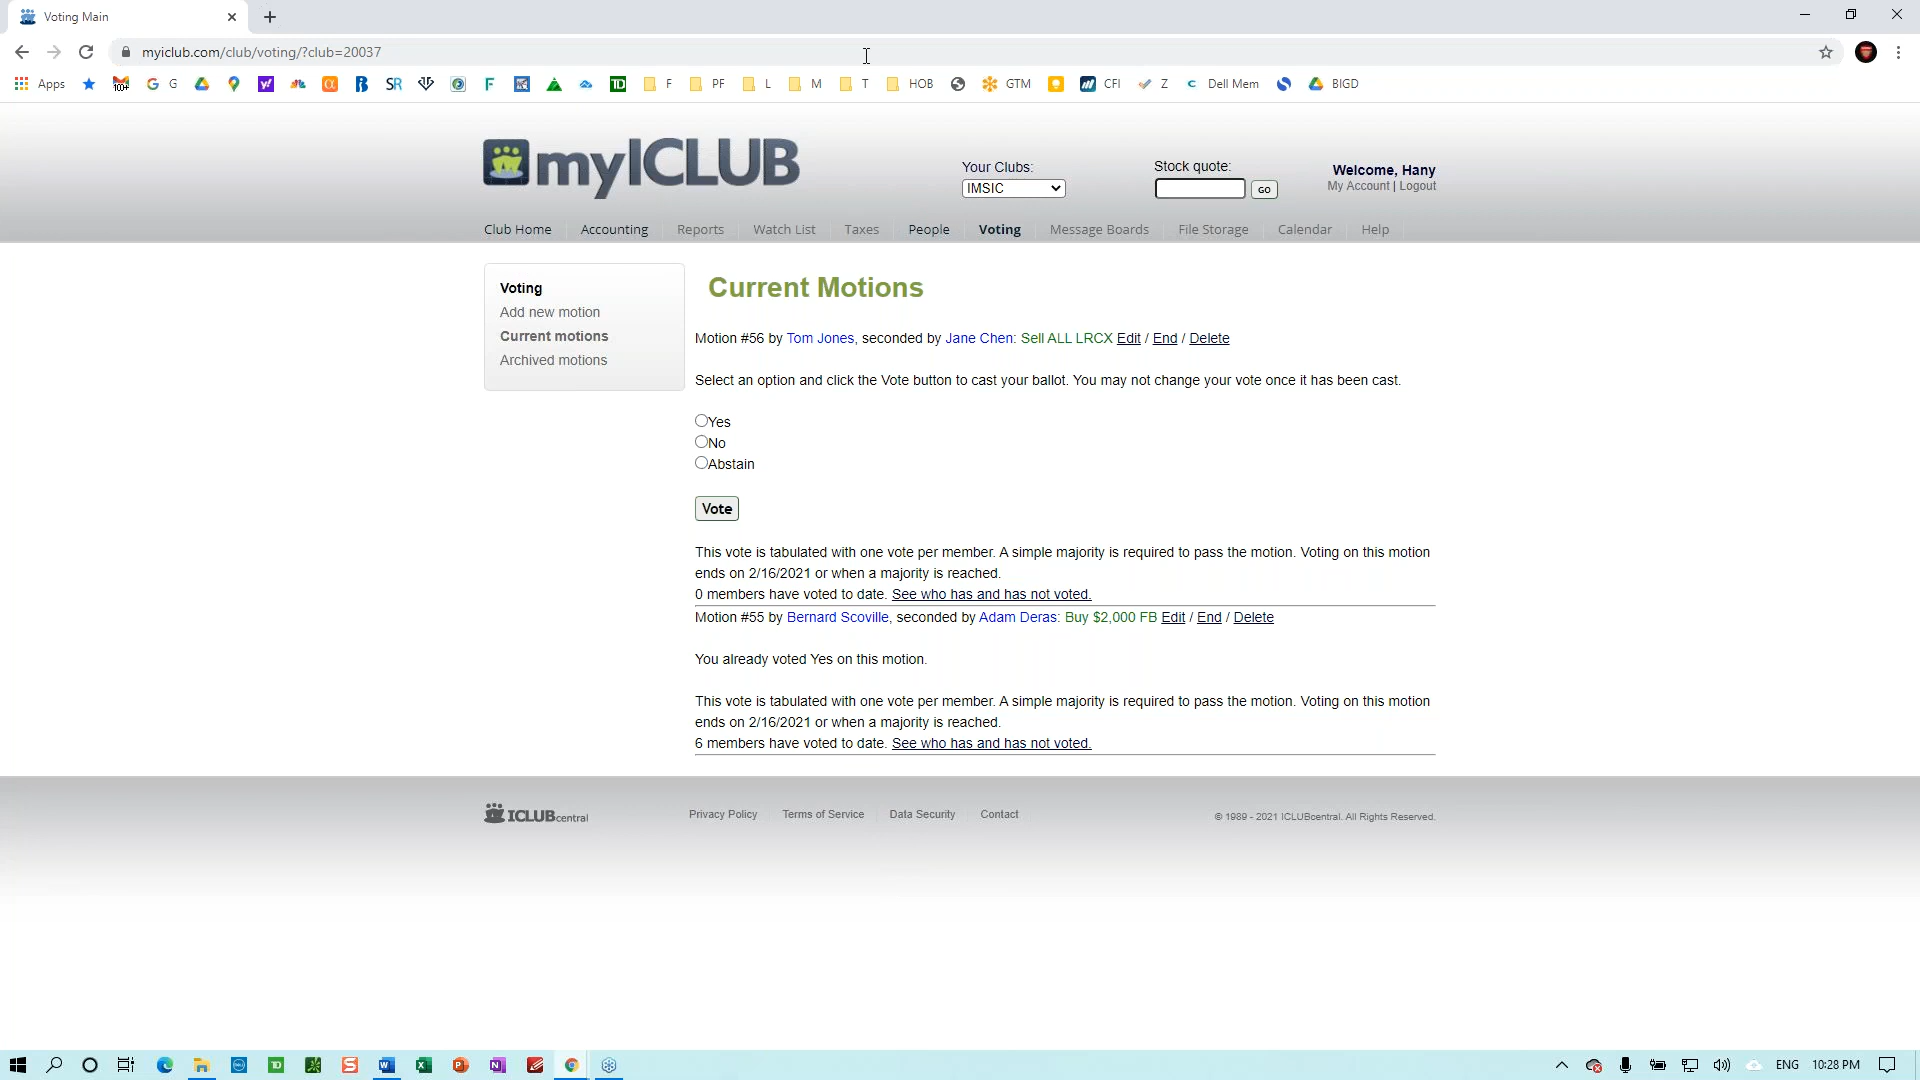 Voting Main
myiclub.com/club/voting/?club=20037
Apps G SR F TD F PF L M T HOB GTM CFI Z Dell Mem BIGD
myICLUB
Your Clubs:
IMSIC
Stock quote:
GO
Welcome, Hany
My Account | Logout
Club Home Accounting Reports Watch List Taxes People Voting Message Boards File Storage Calendar Help
Voting
Add new motion
Current motions
Archived motions
Current Motions
Motion #56 by Tom Jones, seconded by Jane Chen: Sell ALL LRCX Edit / End / Delete
Select an option and click the Vote button to cast your ballot. You may not change your vote once it has been cast.
Yes
No
Abstain
Vote
This vote is tabulated with one vote per member. A simple majority is required to pass the motion. Voting on this motion
ends on 2/16/2021 or when a majority is reached.
0 members have voted to date. See who has and has not voted.
Motion #55 by Bernard Scoville, seconded by Adam Deras: Buy $2,000 FB Edit / End / Delete
You already voted Yes on this motion.
This vote is tabulated with one vote per member. A simple majority is required to pass the motion. Voting on this motion
ends on 2/16/2021 or when a majority is reached.
6 members have voted to date. See who has and has not voted.
ICLUBcentral
Privacy Policy Terms of Service Data Security Contact
© 1989 - 2021 ICLUBcentral. All Rights Reserved.
ENG 10:28 PM